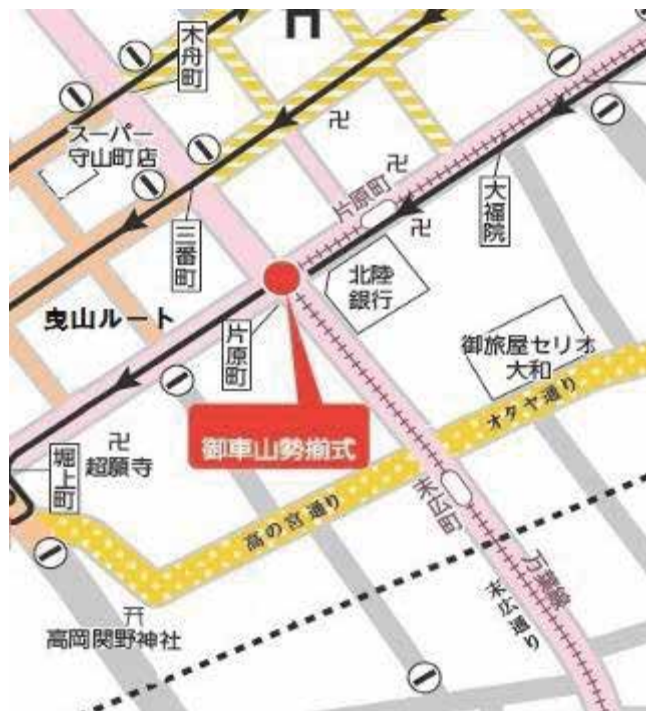 木舟町
スーパー
守山町店
三番町
片原町
大福院
北陸
銀行
曳山ルート
片原町
御旅屋セリオ
大和
オタヤ通り
御車山勢揃式
堀上町
超願寺
末広町
高の宮通り
万葉線
末広通り
高岡関野神社